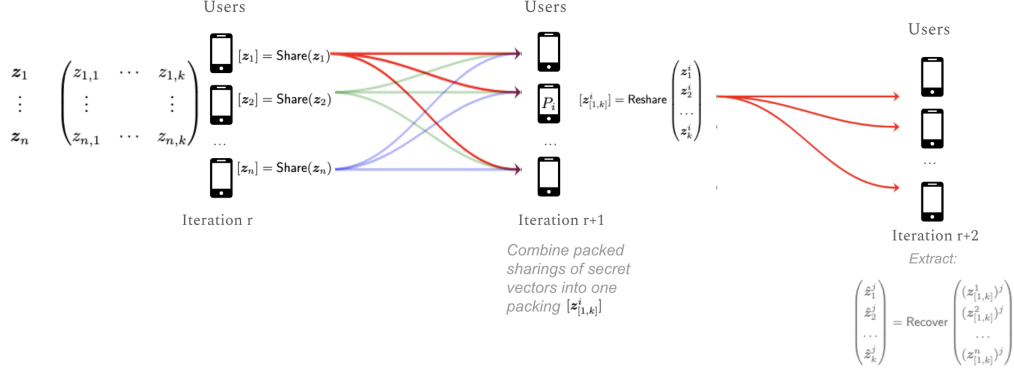 Users
Users
Users
z_1 ( z_{1,1} ⋯ z_{1,k} )
⋮ ⋮ ⋮
z_n ( z_{n,1} ⋯ z_{n,k} )
[z_1] = Share(z_1)
[z_2] = Share(z_2)
...
[z_n] = Share(z_n)
Iteration r
P_i
...
Iteration r+1
Combine packed
sharings of secret
vectors into one
packing [z^i_{[1,k]}]
[z^i_{[1,k]}] = Reshare ( z^i_1 z^i_2 ... z^i_k )
...
Iteration r+2
Extract:
( ẑ^j_1 ẑ^j_2 ... ẑ^j_k ) = Recover ( (z^1_{[1,k]})^j (z^2_{[1,k]})^j ... (z^n_{[1,k]})^j )